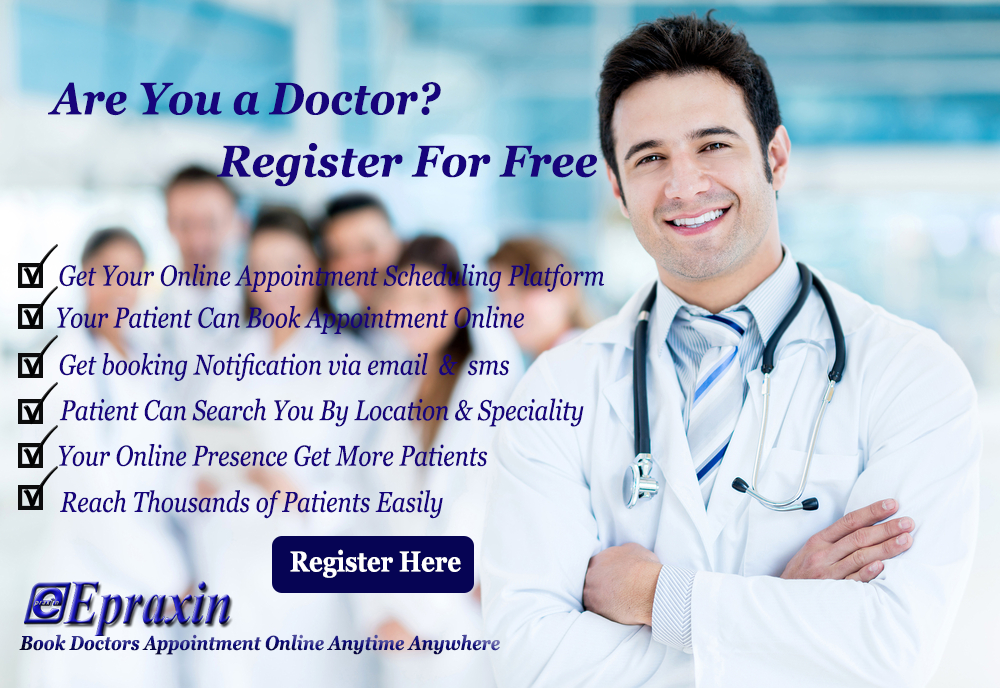 Are You a Doctor?
Register For Free
Get Your Online Appointment Scheduling Platform
Your Patient Can Book Appointment Online
Get booking Notification via email & sms
Patient Can Search You By Location & Speciality
Your Online Presence Get More Patients
Reach Thousands of Patients Easily
Register Here
Epraxin
Book Doctors Appointment Online Anytime Anywhere